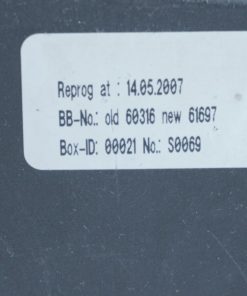 Reprog at : 14.05.2007
BB-No.: old 60316 new 61697
Box-ID: 00021 No.: S0069